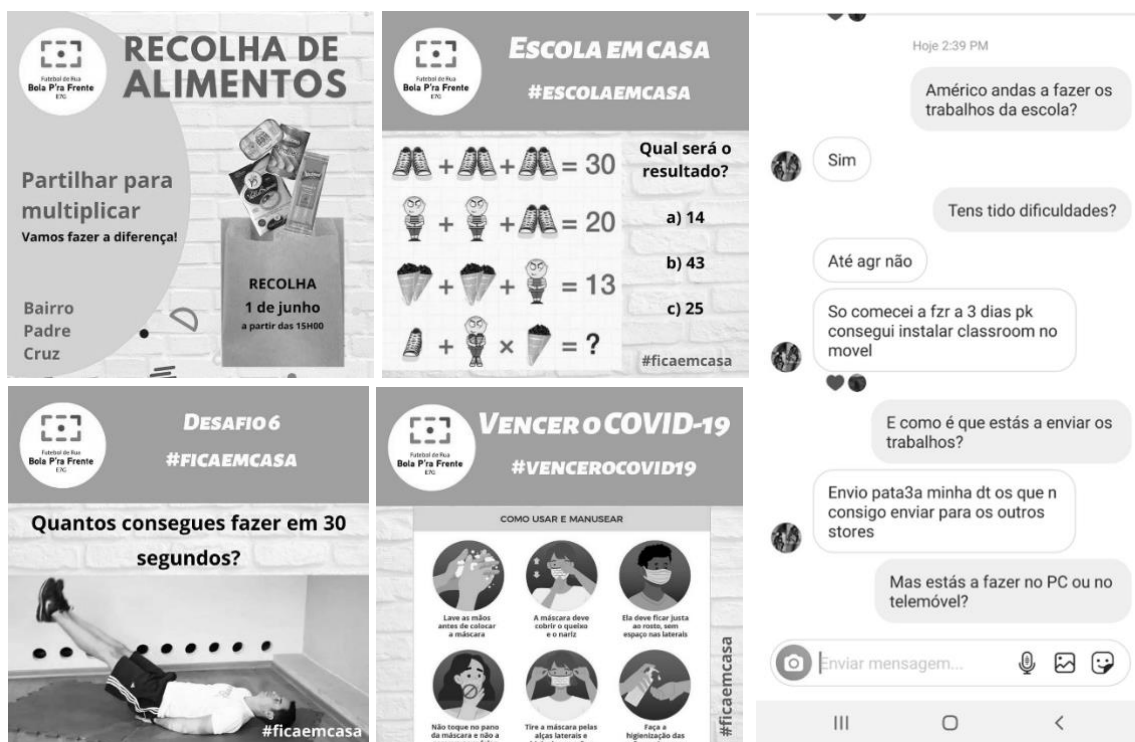 Futebol de Rua
Bola P'ra Frente
E7G
RECOLHA DE
ALIMENTOS
Partilhar para
multiplicar
Vamos fazer a diferença!
RECOLHA
1 de junho
a partir das 15H00
Bairro
Padre
Cruz
Futebol de Rua
Bola P'ra Frente
E7G
ESCOLA EM CASA
#ESCOLAEMCASA
+ + = 30
+ + = 20
+ + = 13
+ × = ?
Qual será o
resultado?
a) 14
b) 43
c) 25
#ficaemcasa
Futebol de Rua
Bola P'ra Frente
E7G
DESAFIO 6
#FICAEMCASA
Quantos consegues fazer em 30
segundos?
#ficaemcasa
Futebol de Rua
Bola P'ra Frente
E7G
VENCER O COVID-19
#VENCEROCOVID19
COMO USAR E MANUSEAR
Lave as mãos
antes de colocar
a máscara
A máscara deve
cobrir o queixo
e o nariz
Ela deve ficar justa
ao rosto, sem
espaço nas laterais
Não toque no pano
da máscara e não a
Tire a máscara pelas
alças laterais e
Faça a
higienização das
#ficaemcasa
Hoje 2:39 PM
Américo andas a fazer os
trabalhos da escola?
Sim
Tens tido dificuldades?
Até agr não
So comecei a fzr a 3 dias pk
consegui instalar classroom no
movel
E como é que estás a enviar os
trabalhos?
Envio pata3a minha dt os que n
consigo enviar para os outros
stores
Mas estás a fazer no PC ou no
telemóvel?
Enviar mensagem...